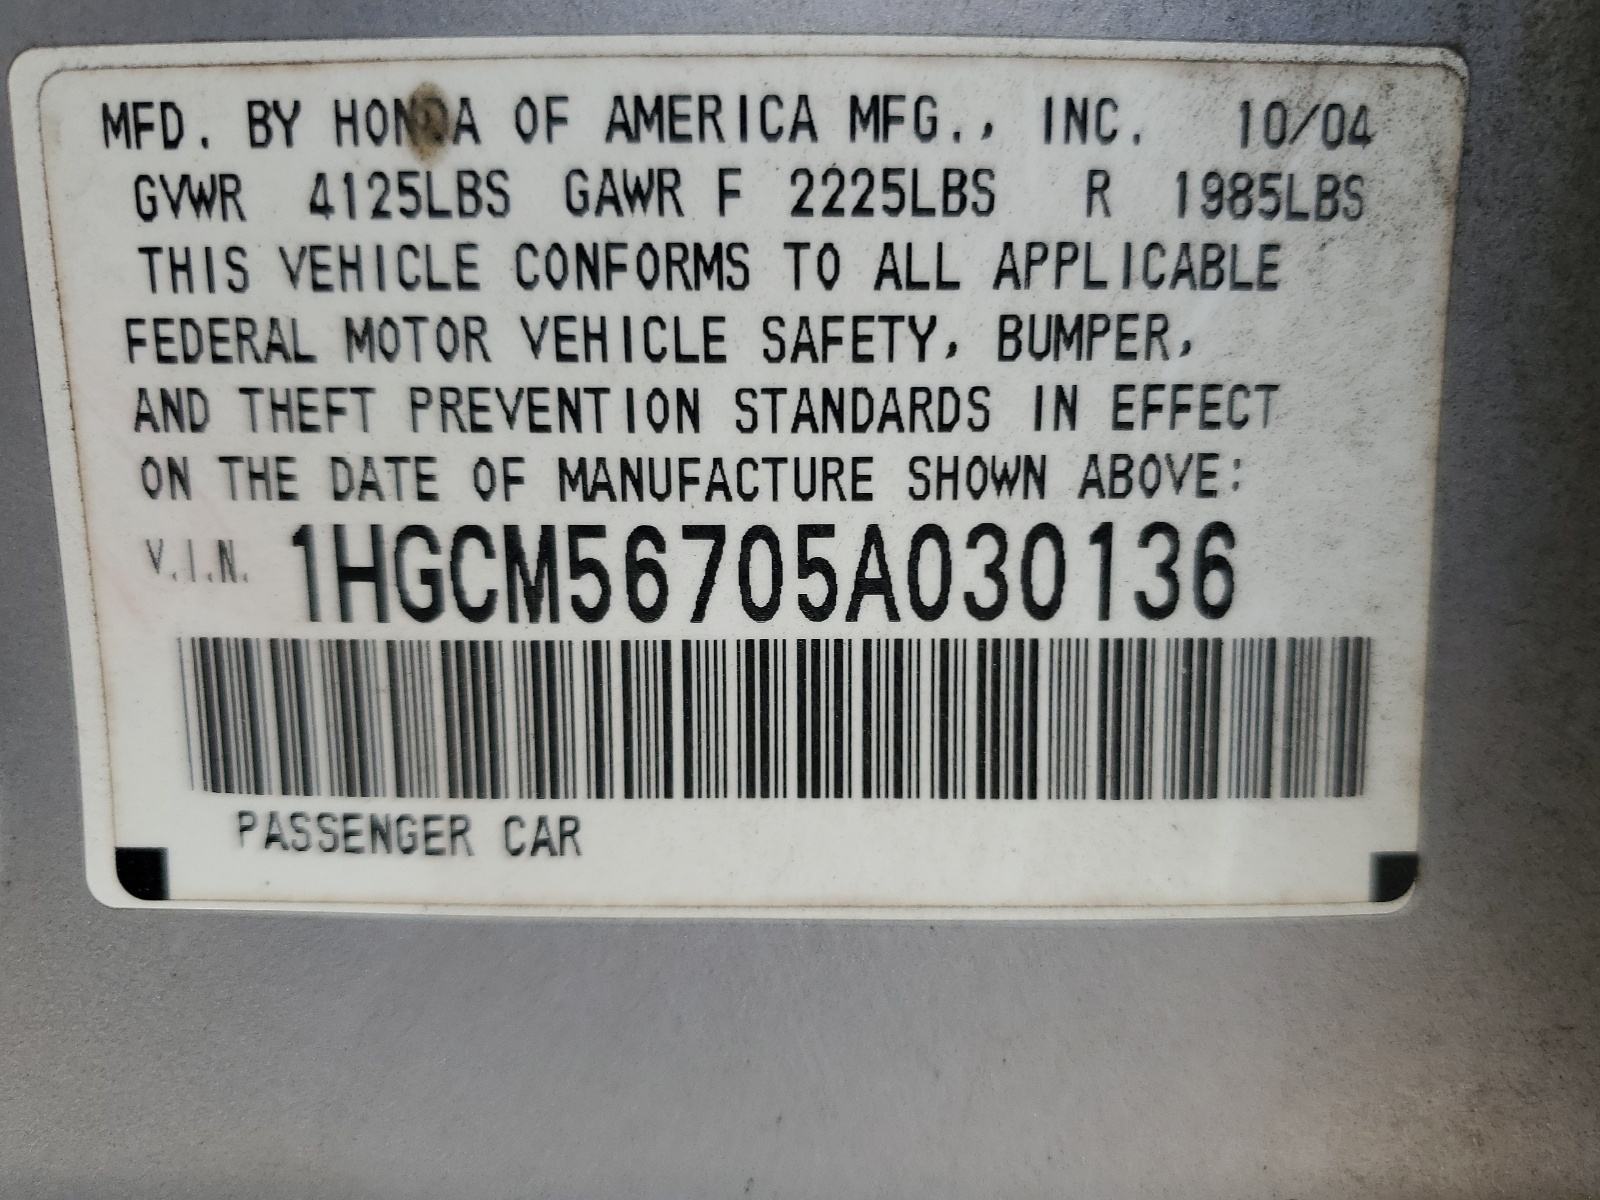 MFD. BY HONDA OF AMERICA MFG., INC. 10/04
GVWR 4125LBS GAWR F 2225LBS R 1985LBS
THIS VEHICLE CONFORMS TO ALL APPLICABLE
FEDERAL MOTOR VEHICLE SAFETY, BUMPER,
AND THEFT PREVENTION STANDARDS IN EFFECT
ON THE DATE OF MANUFACTURE SHOWN ABOVE:
V.I.N. 1HGCM56705A030136
PASSENGER CAR